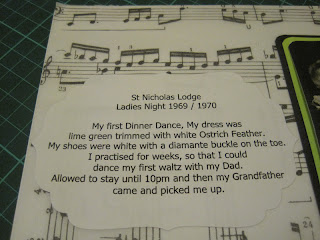 St Nicholas Lodge
Ladies Night 1969 / 1970
My first Dinner Dance, My dress was
lime green trimmed with white Ostrich Feather.
My shoes were white with a diamante buckle on the toe.
I practised for weeks, so that I could
dance my first waltz with my Dad.
Allowed to stay until 10pm and then my Grandfather
came and picked me up.